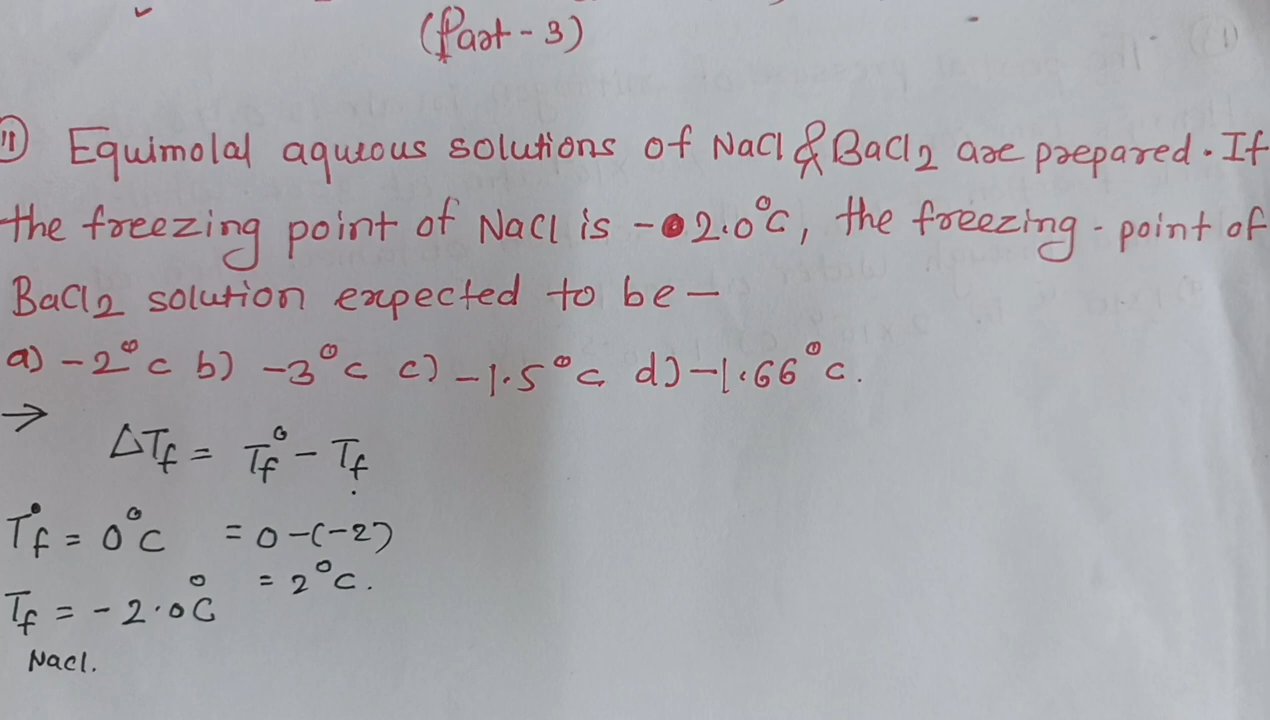 (Part - 3)
11) Equimolal aqueous solutions of NaCl & BaCl2 are prepared. If
the freezing point of NaCl is -2.0°C, the freezing - point of
BaCl2 solution expected to be —
a) -2°C b) -3°C c) -1.5°C d) -1.66°C.
→
ΔTf = Tf° - Tf
Tf° = 0°C = 0-(-2)
= 2°C.
Tf = -2.0°C
NaCl.